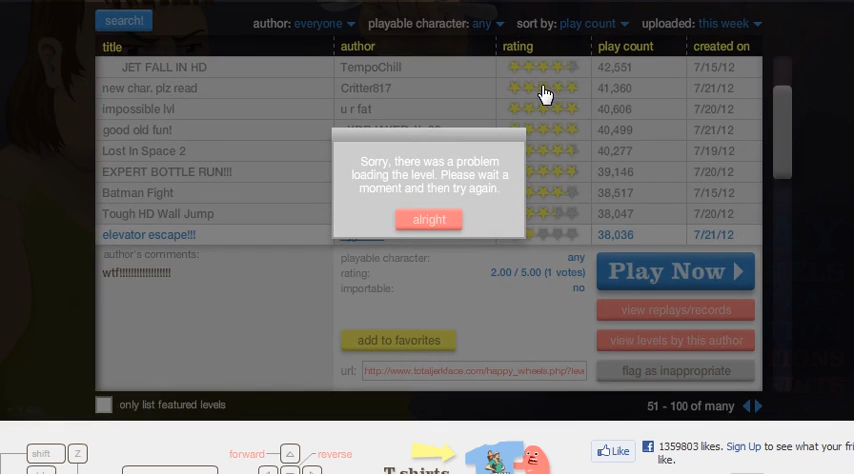 search! author: everyone playable character: any sort by: play count uploaded: this week
title author rating play count created on
JET FALL IN HD TempoChill 42,551 7/15/12
new char. plz read Critter817 41,360 7/21/12
impossible lvl u r fat 40,606 7/20/12
good old fun! 40,499 7/21/12
Lost In Space 2 40,277 7/19/12
EXPERT BOTTLE RUN!!! 39,146 7/20/12
Batman Fight 38,517 7/15/12
Tough HD Wall Jump 38,047 7/20/12
elevator escape!!! 38,036 7/21/12
Sorry, there was a problem
loading the level. Please wait a
moment and then try again.
alright
author's comments:
wtf!!!!!!!!!!!!!!!!!!!
playable character: any
rating: 2.00 / 5.00 (1 votes)
importable: no
Play Now
view replays/records
add to favorites
view levels by this author
url: http://www.totaljerkface.com/happy_wheels.php?lev
flag as inappropriate
only list featured levels
51 - 100 of many
shift Z
forward reverse
T-shirts
Like 1359803 likes. Sign Up to see what your fri
like.